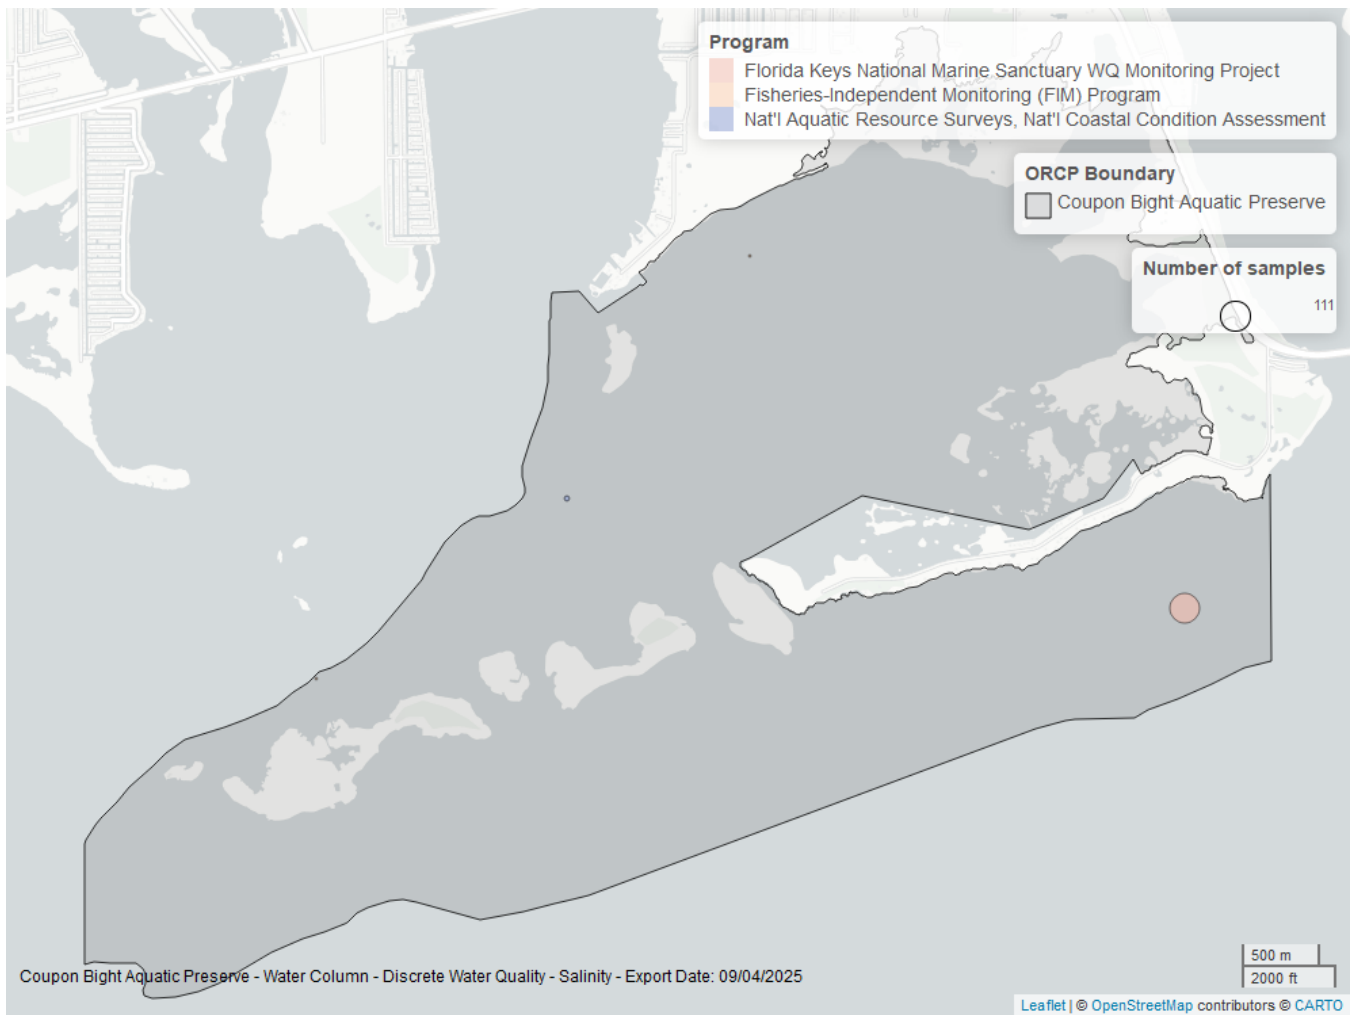 Program
Florida Keys National Marine Sanctuary WQ Monitoring Project
Fisheries-Independent Monitoring (FIM) Program
Nat'l Aquatic Resource Surveys, Nat'l Coastal Condition Assessment
ORCP Boundary
Coupon Bight Aquatic Preserve
Number of samples
111
500 m
2000 ft
Coupon Bight Aquatic Preserve - Water Column - Discrete Water Quality - Salinity - Export Date: 09/04/2025
Leaflet | © OpenStreetMap contributors © CARTO